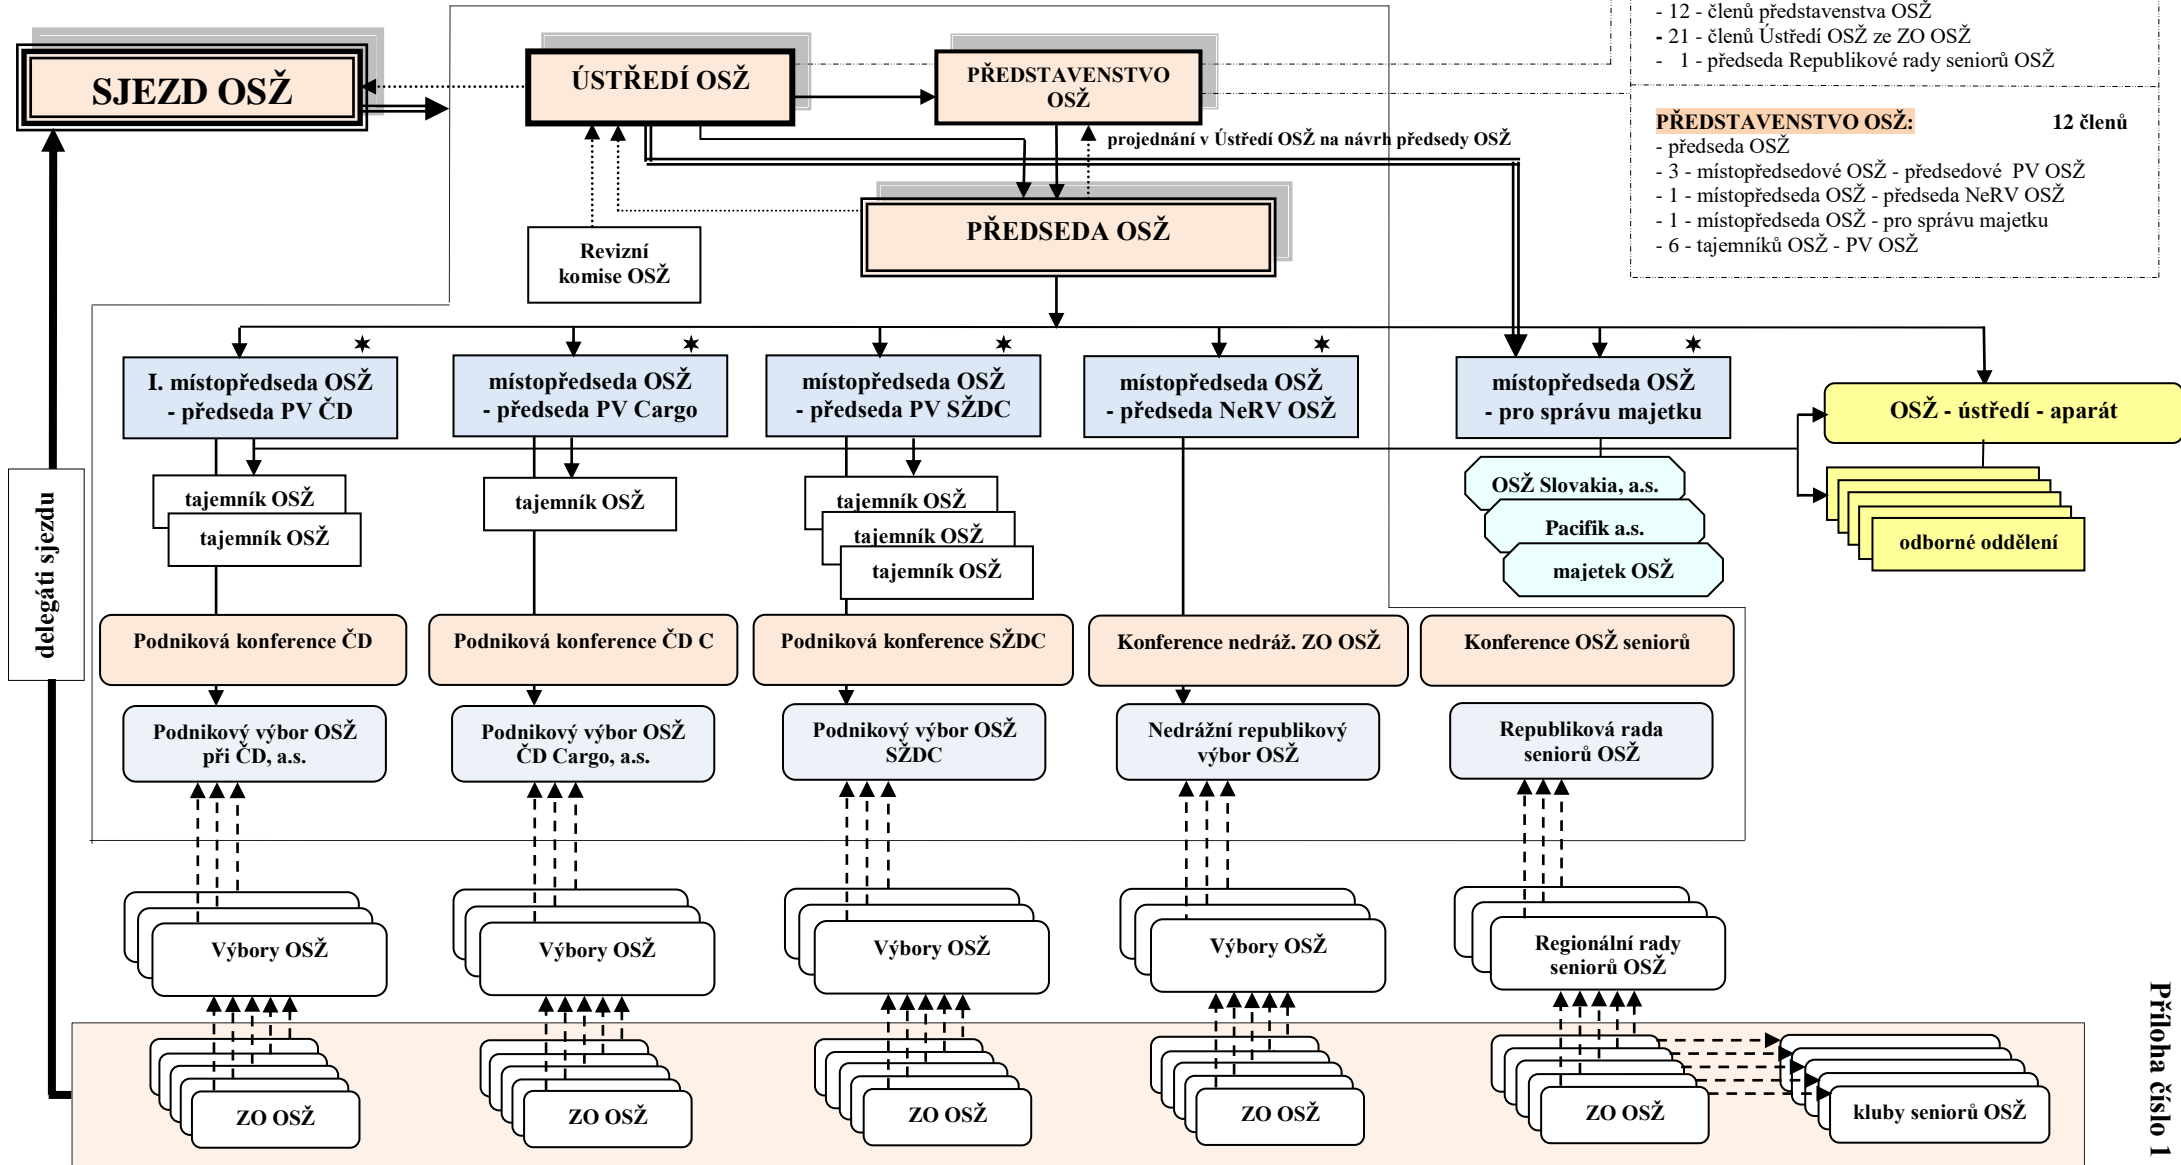 - 12 - členů představenstva OSŽ
- 21 - členů Ústředí OSŽ ze ZO OSŽ
- 1 - předseda Republikové rady seniorů OSŽ
SJEZD OSŽ
ÚSTŘEDÍ OSŽ
PŘEDSTAVENSTVO
OSŽ
PŘEDSTAVENSTVO OSŽ: 12 členů
- předseda OSŽ
- 3 - místopředsedové OSŽ - předsedové PV OSŽ
- 1 - místopředseda OSŽ - předseda NeRV OSŽ
- 1 - místopředseda OSŽ - pro správu majetku
- 6 - tajemníků OSŽ - PV OSŽ
projednání v Ústředí OSŽ na návrh předsedy OSŽ
PŘEDSEDA OSŽ
Revizní
komise OSŽ
I. místopředseda OSŽ
- předseda PV ČD
místopředseda OSŽ
- předseda PV Cargo
místopředseda OSŽ
- předseda PV SŽDC
místopředseda OSŽ
- předseda NeRV OSŽ
místopředseda OSŽ
- pro správu majetku
OSŽ - ústředí - aparát
tajemník OSŽ
tajemník OSŽ
tajemník OSŽ
tajemník OSŽ
tajemník OSŽ
tajemník OSŽ
OSŽ Slovakia, a.s.
Pacifik a.s.
majetek OSŽ
odborné oddělení
delegáti sjezdu
Podniková konference ČD
Podniková konference ČD C
Podniková konference SŽDC
Konference nedráž. ZO OSŽ
Konference OSŽ seniorů
Podnikový výbor OSŽ
při ČD, a.s.
Podnikový výbor OSŽ
ČD Cargo, a.s.
Podnikový výbor OSŽ
SŽDC
Nedrážní republikový
výbor OSŽ
Republiková rada
seniorů OSŽ
Výbory OSŽ
Výbory OSŽ
Výbory OSŽ
Výbory OSŽ
Regionální rady
seniorů OSŽ
ZO OSŽ
ZO OSŽ
ZO OSŽ
ZO OSŽ
ZO OSŽ
kluby seniorů OSŽ
Příloha číslo 1